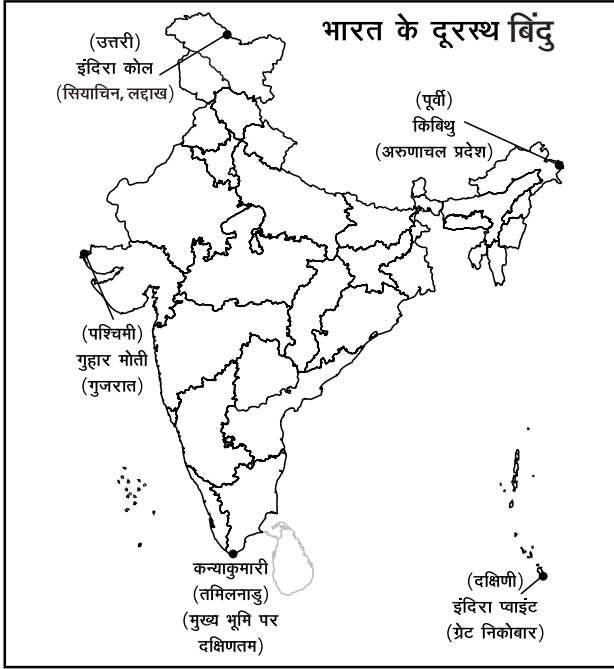 भारत के दूरस्थ बिंदु
(उत्तरी)
इंदिरा कोल
(सियाचिन, लद्दाख)
(पूर्वी)
किबिथु
(अरुणाचल प्रदेश)
(पश्चिमी)
गुहार मोती
(गुजरात)
कन्याकुमारी
(तमिलनाडु)
(मुख्य भूमि पर
दक्षिणतम)
(दक्षिणी)
इंदिरा प्वाइंट
(ग्रेट निकोबार)